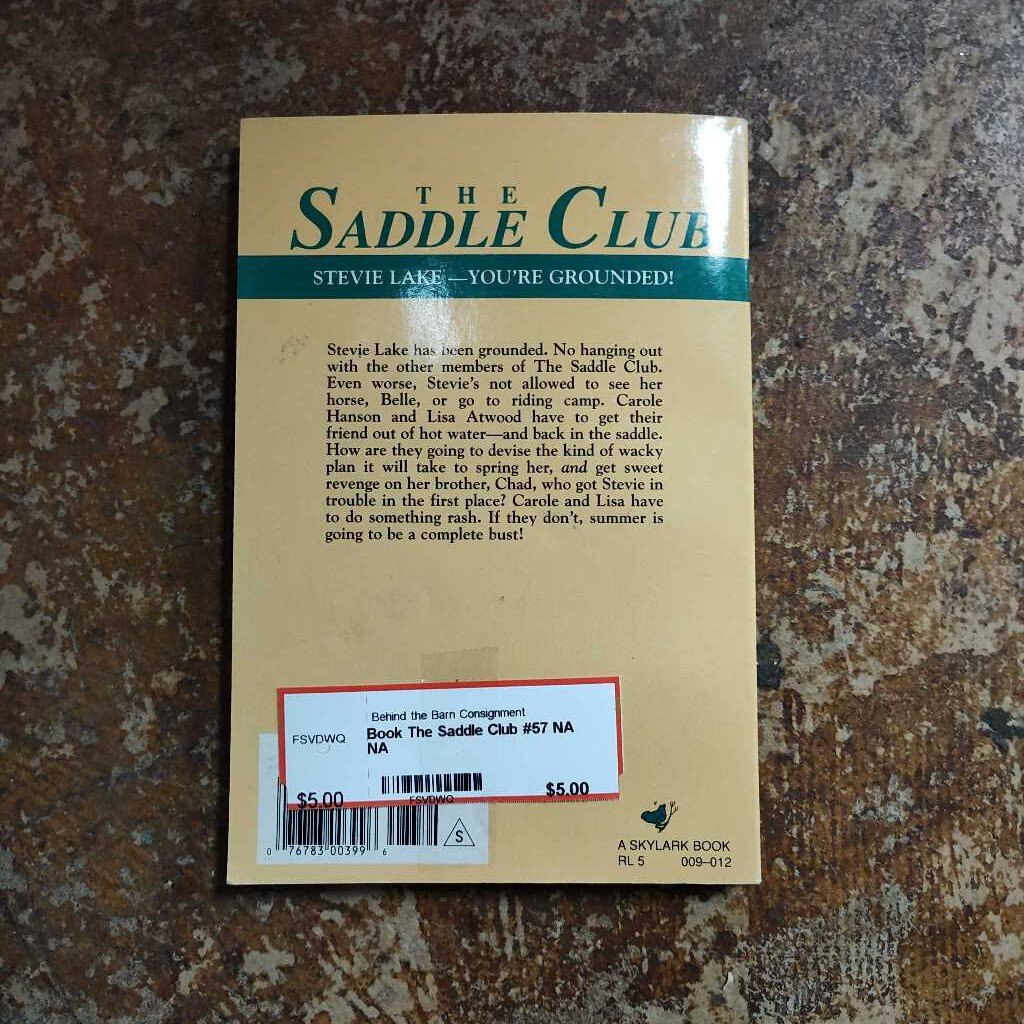 THE
SADDLE CLUB
STEVIE LAKE—YOU'RE GROUNDED!
Stevie Lake has been grounded. No hanging out
with the other members of The Saddle Club.
Even worse, Stevie's not allowed to see her
horse, Belle, or go to riding camp. Carole
Hanson and Lisa Atwood have to get their
friend out of hot water—and back in the saddle.
How are they going to devise the kind of wacky
plan it will take to spring her, and get sweet
revenge on her brother, Chad, who got Stevie in
trouble in the first place? Carole and Lisa have
to do something rash. If they don't, summer is
going to be a complete bust!
Behind the Barn Consignment
FSVDWQ
Book The Saddle Club #57 NA
NA
$5.00
FSVDWQ
$5.00
S
0 76783 00399 6
A SKYLARK BOOK
RL 5 009–012